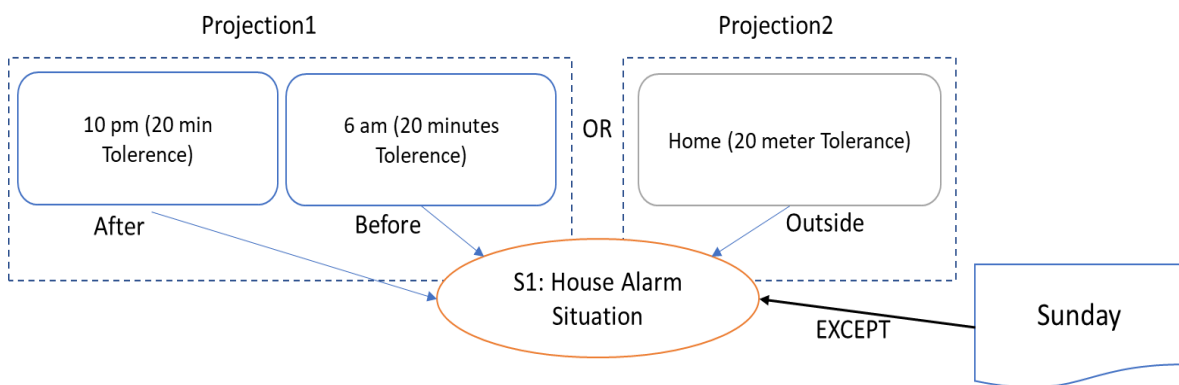 Projection1
Projection2
10 pm (20 min
Tolerence)
6 am (20 minutes
Tolerence)
OR
Home (20 meter Tolerance)
After
Before
Outside
S1: House Alarm
Situation
EXCEPT
Sunday